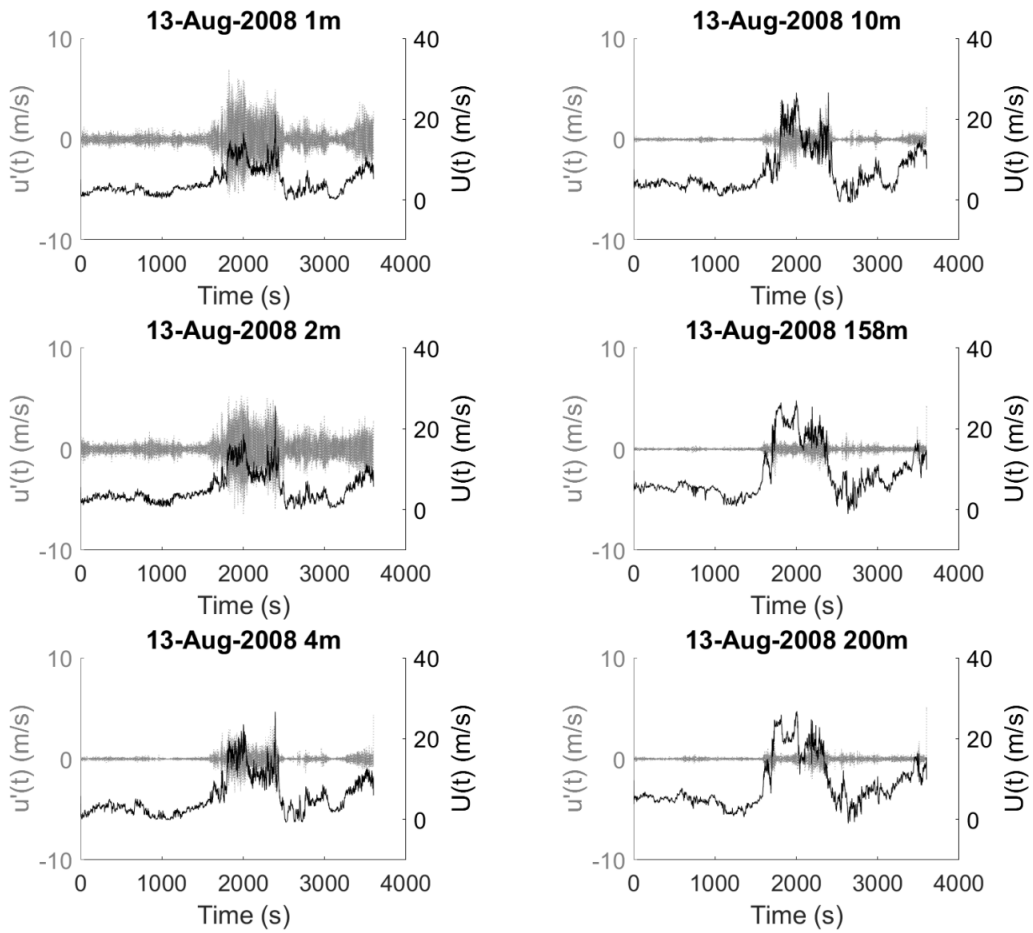 13-Aug-2008 1m
10
0
-10
u'(t) (m/s)
40
20
0
U(t) (m/s)
0 1000 2000 3000 4000
Time (s)
13-Aug-2008 10m
10
0
-10
u'(t) (m/s)
40
20
0
U(t) (m/s)
0 1000 2000 3000 4000
Time (s)
13-Aug-2008 2m
10
0
-10
u'(t) (m/s)
40
20
0
U(t) (m/s)
0 1000 2000 3000 4000
Time (s)
13-Aug-2008 158m
10
0
-10
u'(t) (m/s)
40
20
0
U(t) (m/s)
0 1000 2000 3000 4000
Time (s)
13-Aug-2008 4m
10
0
-10
u'(t) (m/s)
40
20
0
U(t) (m/s)
0 1000 2000 3000 4000
Time (s)
13-Aug-2008 200m
10
0
-10
u'(t) (m/s)
40
20
0
U(t) (m/s)
0 1000 2000 3000 4000
Time (s)